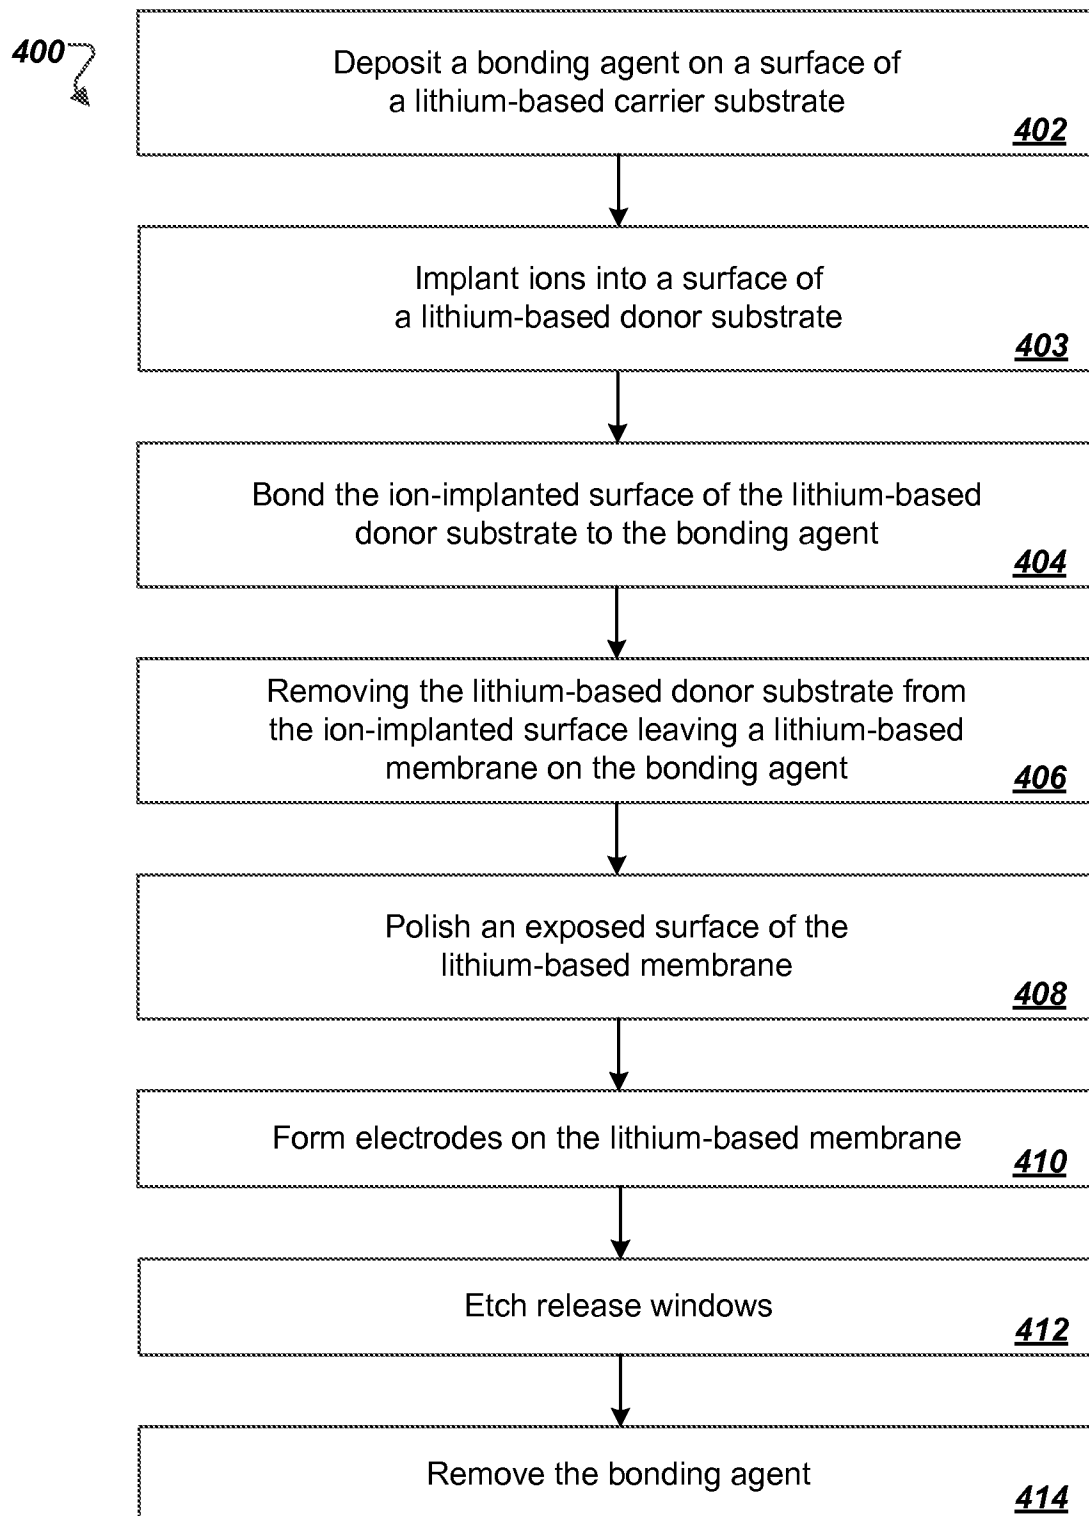 400
Deposit a bonding agent on a surface of
a lithium-based carrier substrate
402
Implant ions into a surface of
a lithium-based donor substrate
403
Bond the ion-implanted surface of the lithium-based
donor substrate to the bonding agent
404
Removing the lithium-based donor substrate from
the ion-implanted surface leaving a lithium-based
membrane on the bonding agent
406
Polish an exposed surface of the
lithium-based membrane
408
Form electrodes on the lithium-based membrane
410
Etch release windows
412
Remove the bonding agent
414